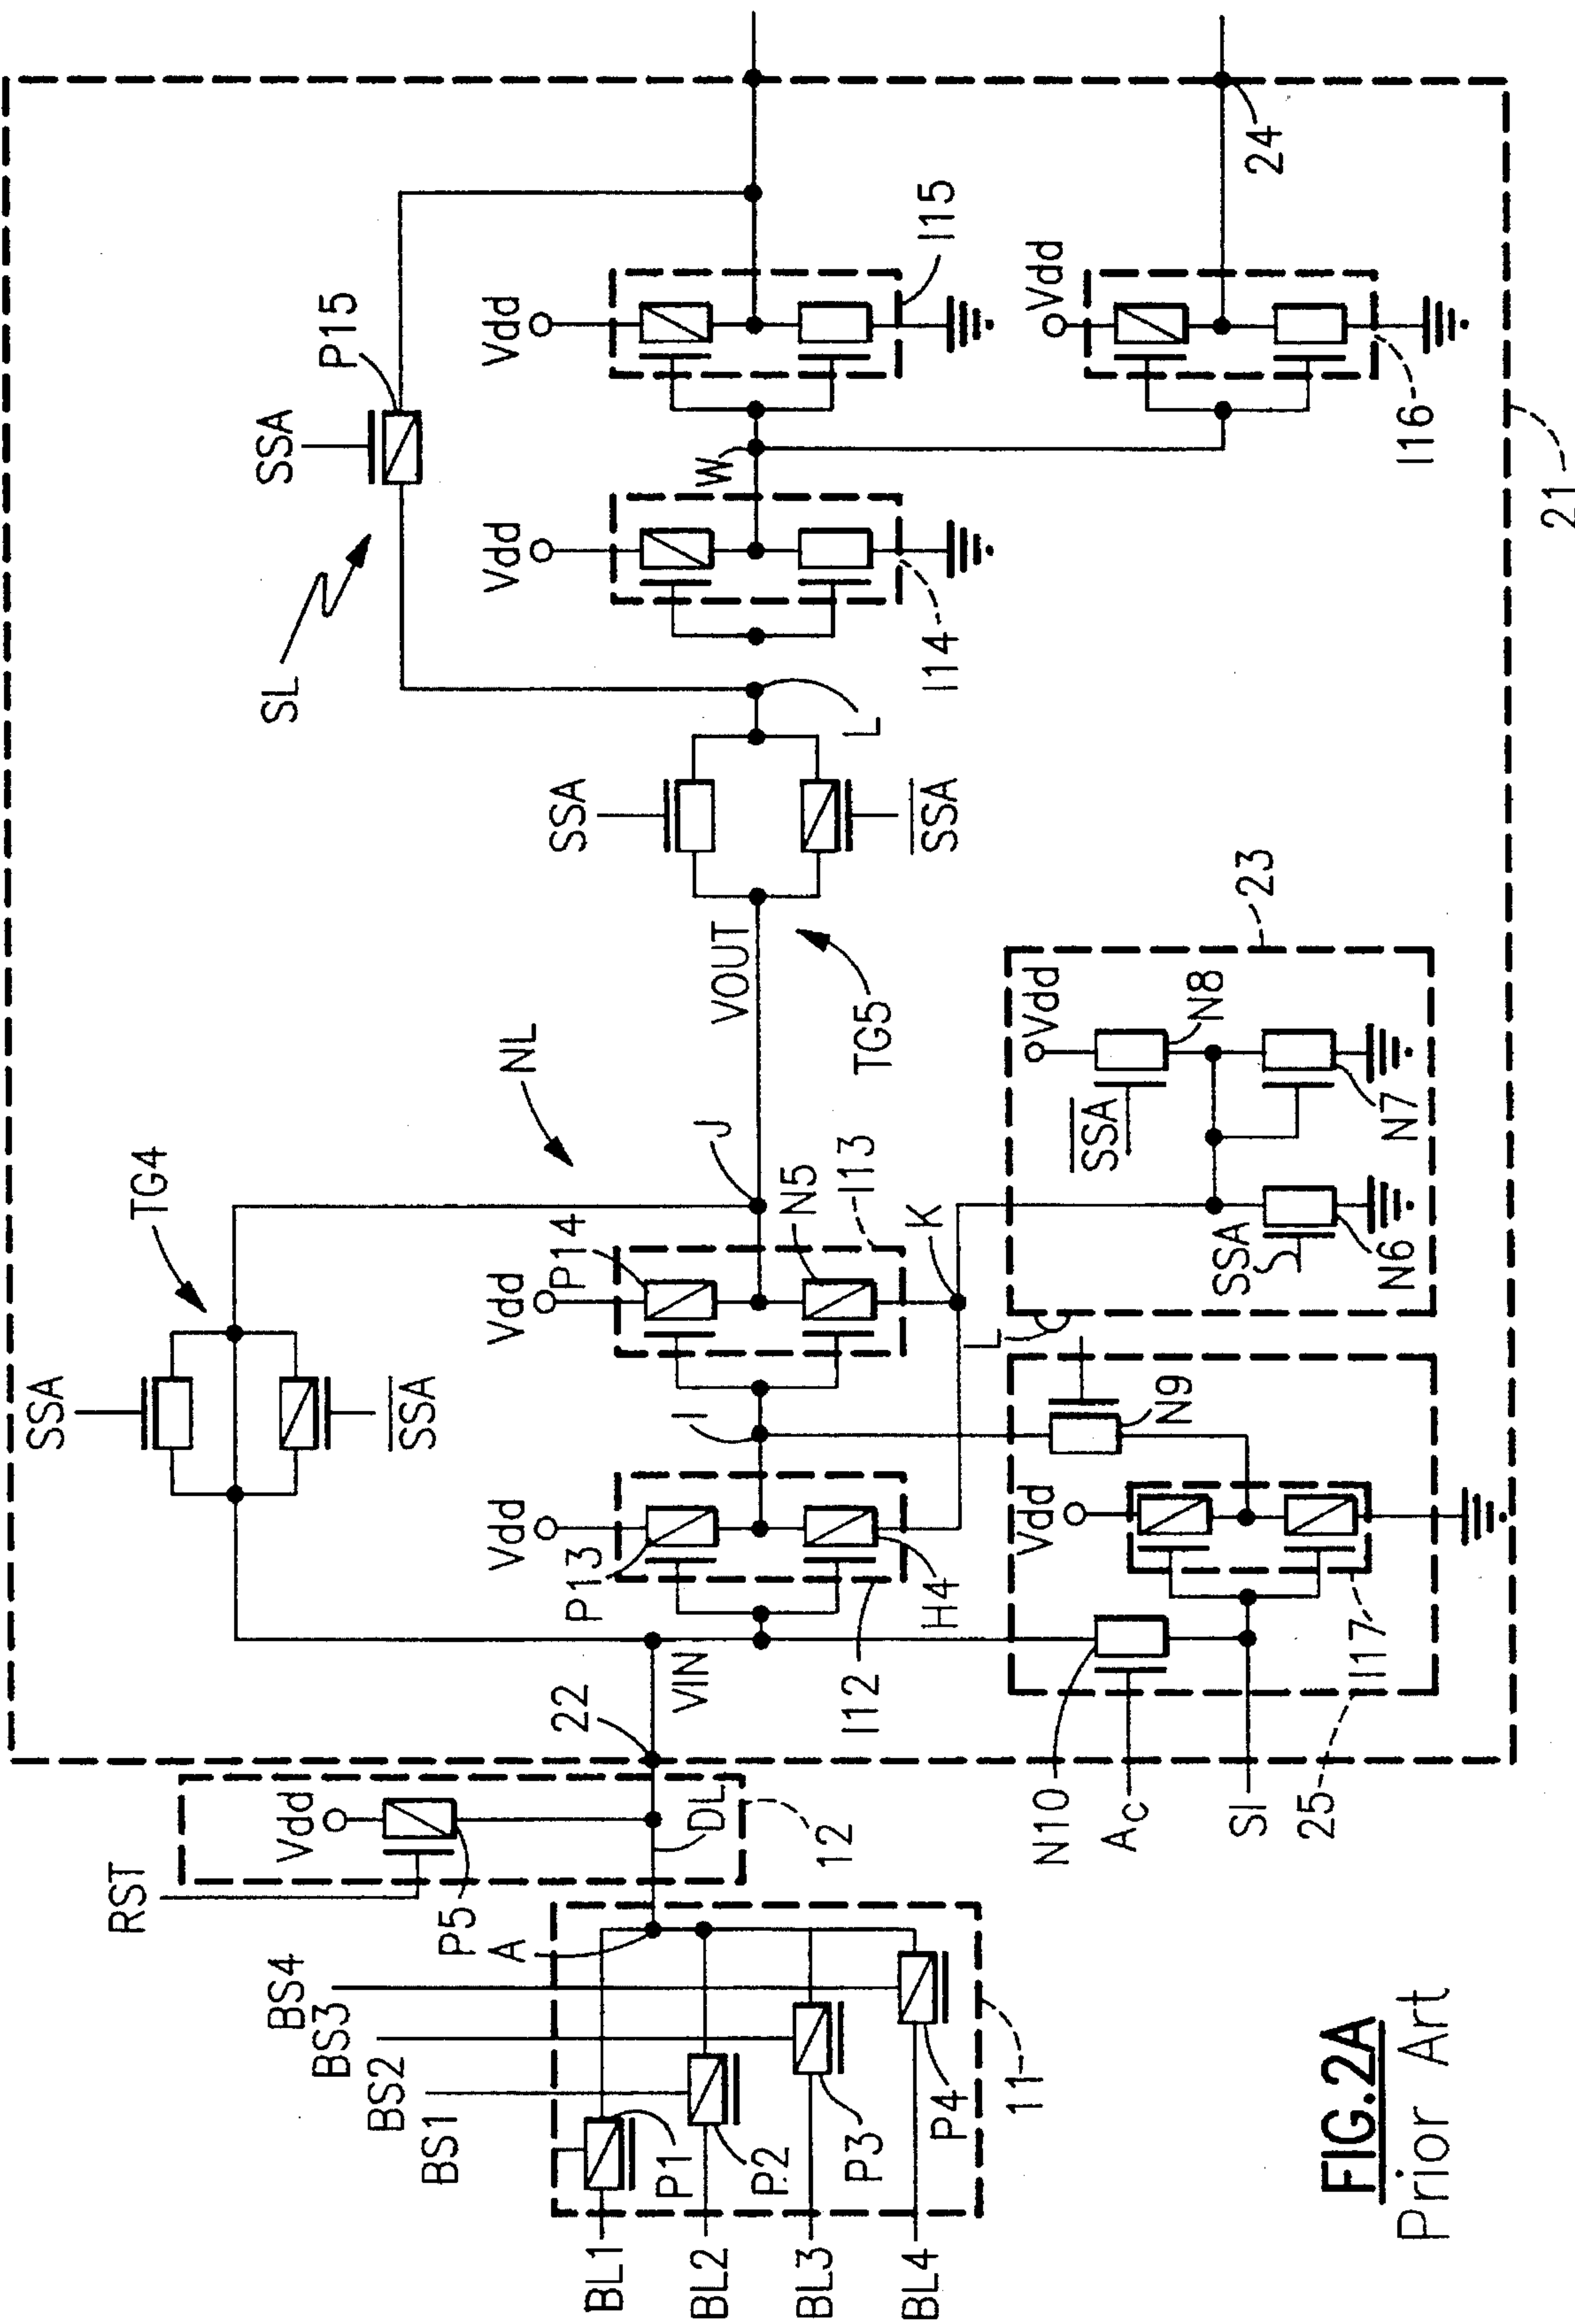 SSA
SSA
TG4
SL
SSA
P15
RST
Vdd
P5
12
DL
22
VIN
Vdd
P13
I12
H4
I
Vdd
P14
N5
I13
NL
J
K
VOUT
TG5
SSA
SSA
L
Vdd
I14
W
Vdd
I15
Vdd
I16
24
21
BS4
BS3
BS2
BS1
A
P1
P2
P3
P4
11
BL1
BL2
BL3
BL4
N10
AC
SI
25
I17
Vdd
N9
L
SSA
N6
SSA
Vdd
N8
N7
23
FIG.2A
Prior Art